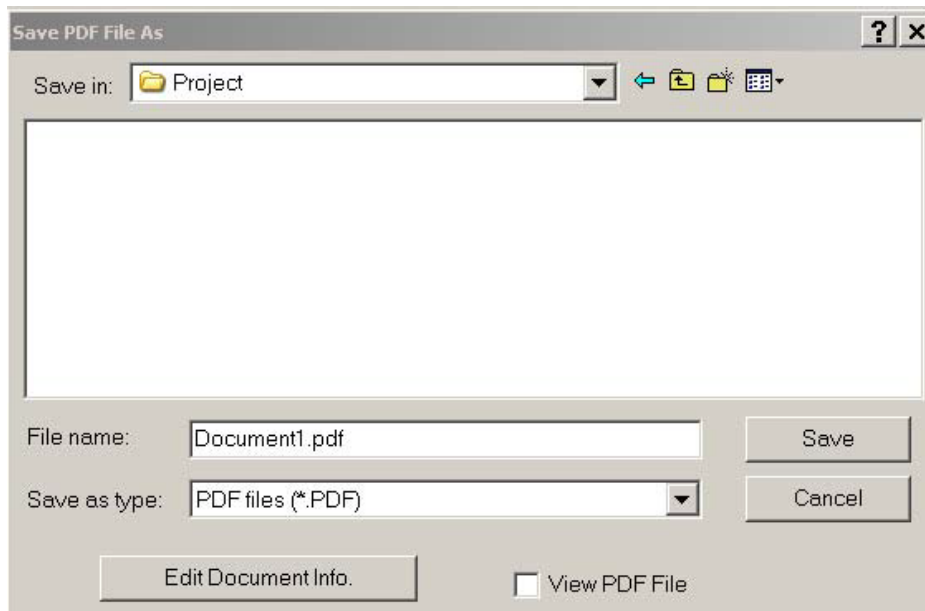 Save PDF File As
Save in: Project
File name: Document1.pdf Save
Save as type: PDF files (*.PDF) Cancel
Edit Document Info. View PDF File